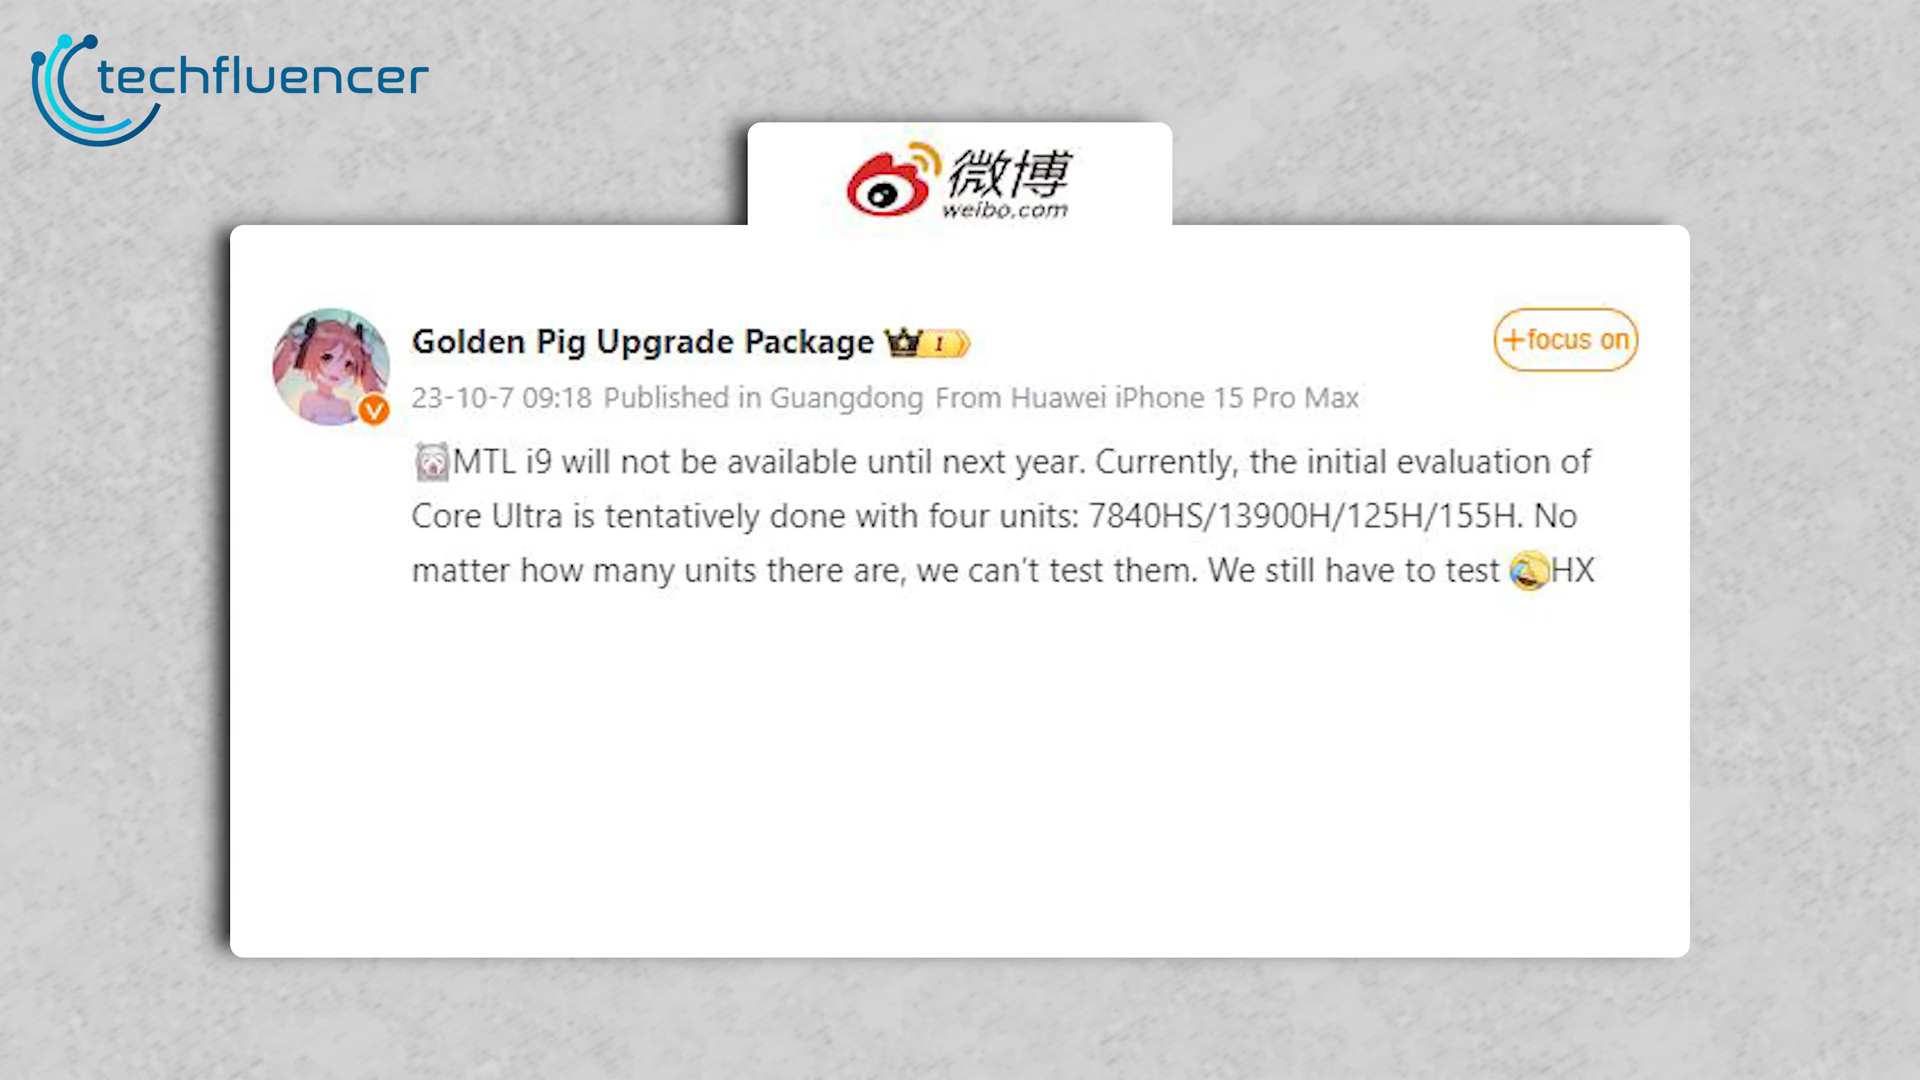 techfluencer
微博
weibo.com
Golden Pig Upgrade Package I
+focus on
23-10-7 09:18 Published in Guangdong From Huawei iPhone 15 Pro Max
MTL i9 will not be available until next year. Currently, the initial evaluation of
Core Ultra is tentatively done with four units: 7840HS/13900H/125H/155H. No
matter how many units there are, we can't test them. We still have to test HX